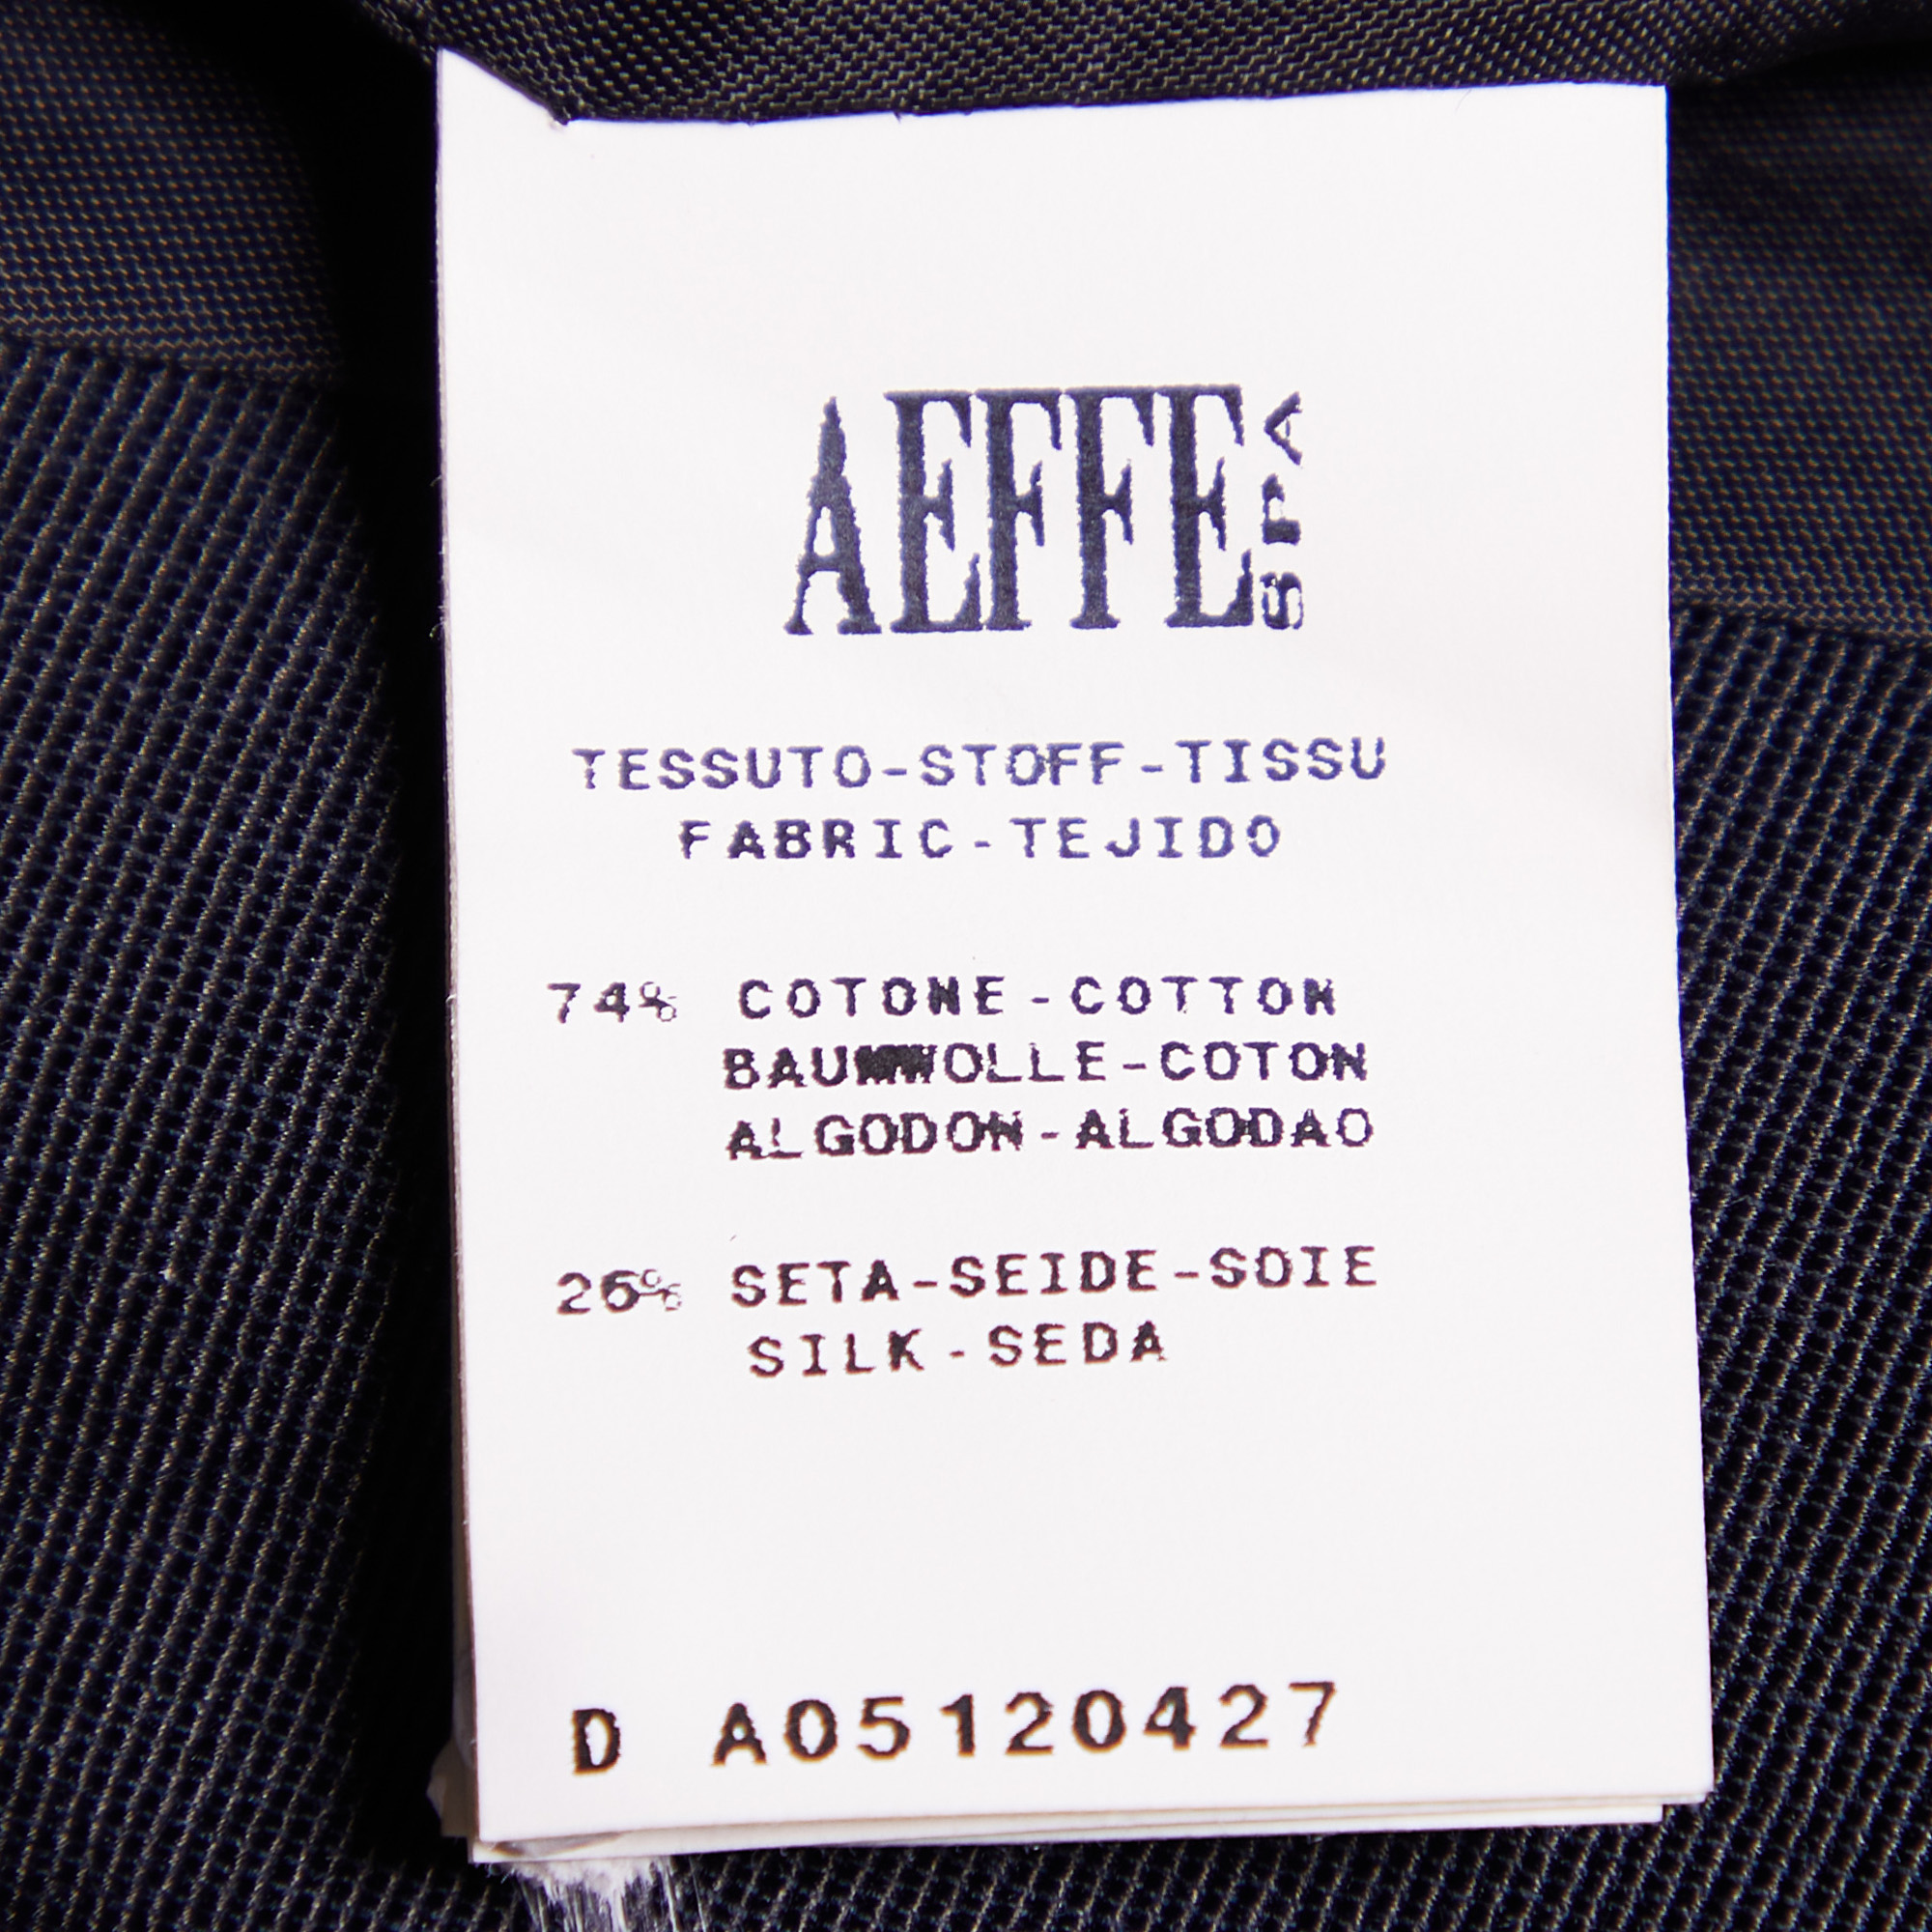 AEFFE SPA
TESSUTO-STOFF-TISSU
FABRIC-TEJIDO
74% COTONE-COTTON
BAUMWOLLE-COTON
ALGODON-ALGODAO
26% SETA-SEIDE-SOIE
SILK-SEDA
D A05120427